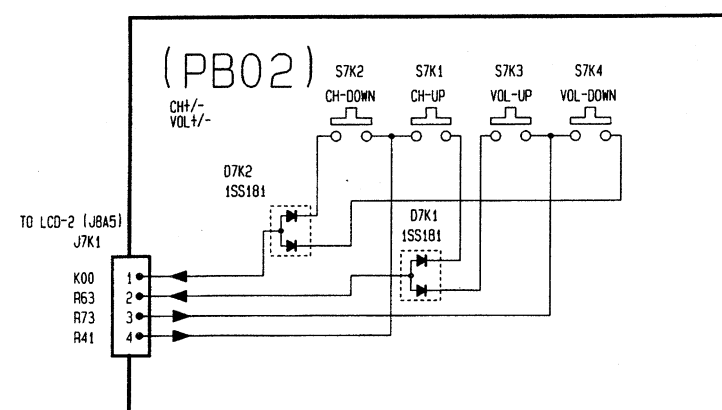 (PB02)
CH+/-
VOL+/-
S7K2
CH-DOWN
S7K1
CH-UP
S7K3
VOL-UP
S7K4
VOL-DOWN
D7K2
1SS181
D7K1
1SS181
TO LCD-2 (J8A5)
J7K1
K00 1
R63 2
R73 3
R41 4